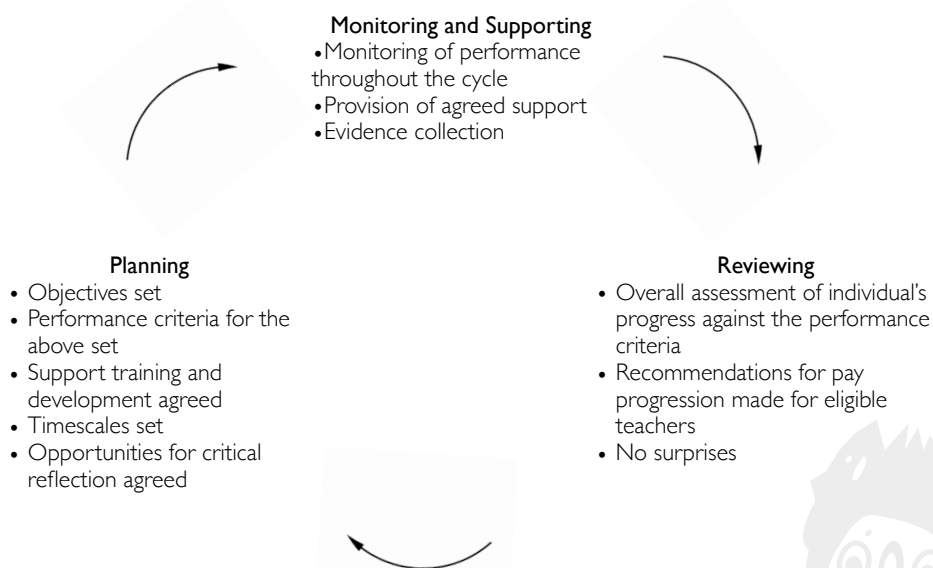 Monitoring and Supporting
•Monitoring of performance
throughout the cycle
•Provision of agreed support
•Evidence collection
Planning
• Objectives set
• Performance criteria for the
above set
• Support training and
development agreed
• Timescales set
• Opportunities for critical
reflection agreed
Reviewing
• Overall assessment of individual's
progress against the performance
criteria
• Recommendations for pay
progression made for eligible
teachers
• No surprises